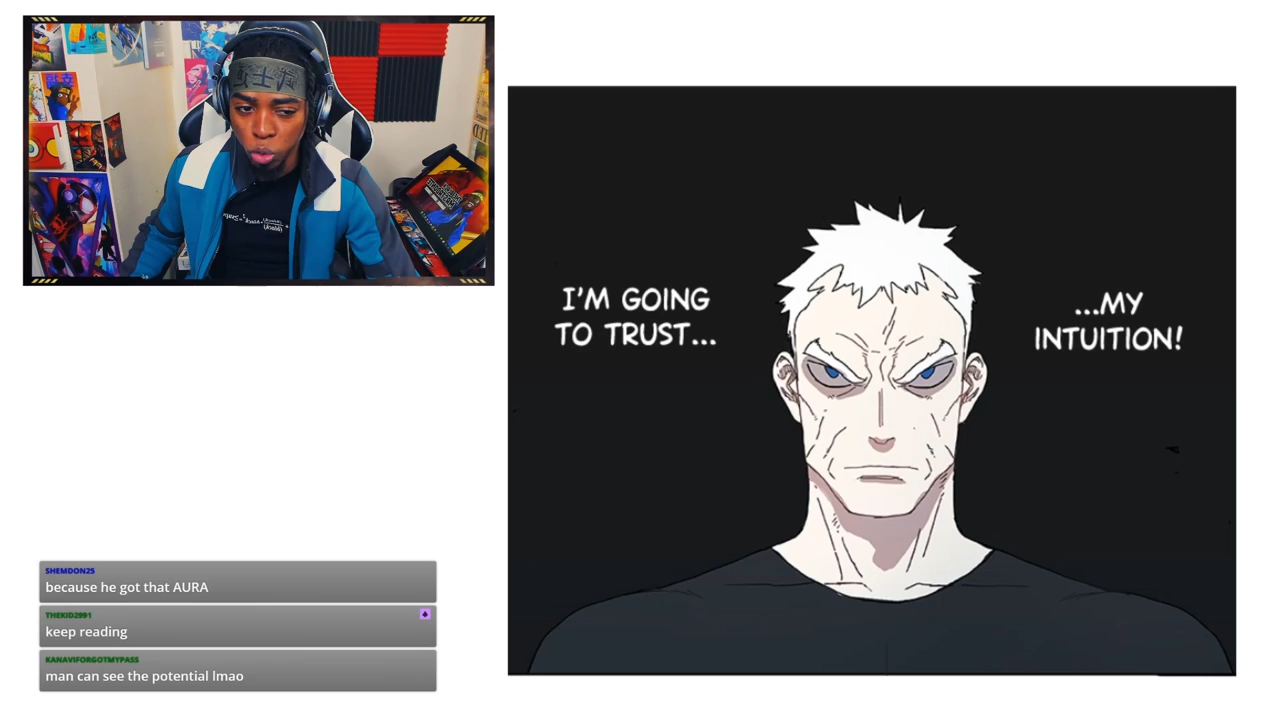 I'M GOING
TO TRUST...
...MY
INTUITION!
SHEMDON25
because he got that AURA
THEKID2991
keep reading
KANAVIFORGOTMYPASS
man can see the potential lmao